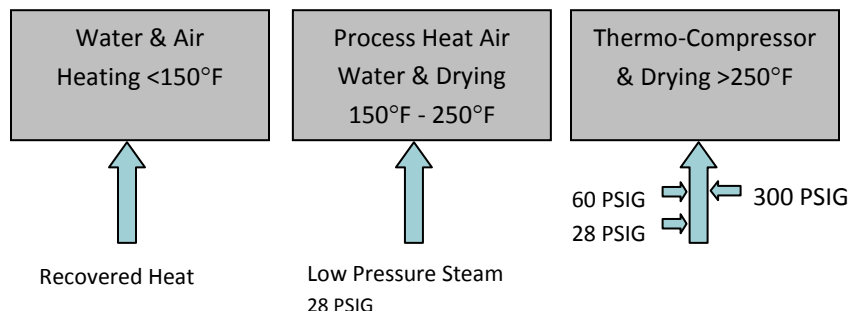 Water & Air
Heating <150°F
Process Heat Air
Water & Drying
150°F - 250°F
Thermo-Compressor
& Drying >250°F
60 PSIG
300 PSIG
28 PSIG
Recovered Heat
Low Pressure Steam
28 PSIG